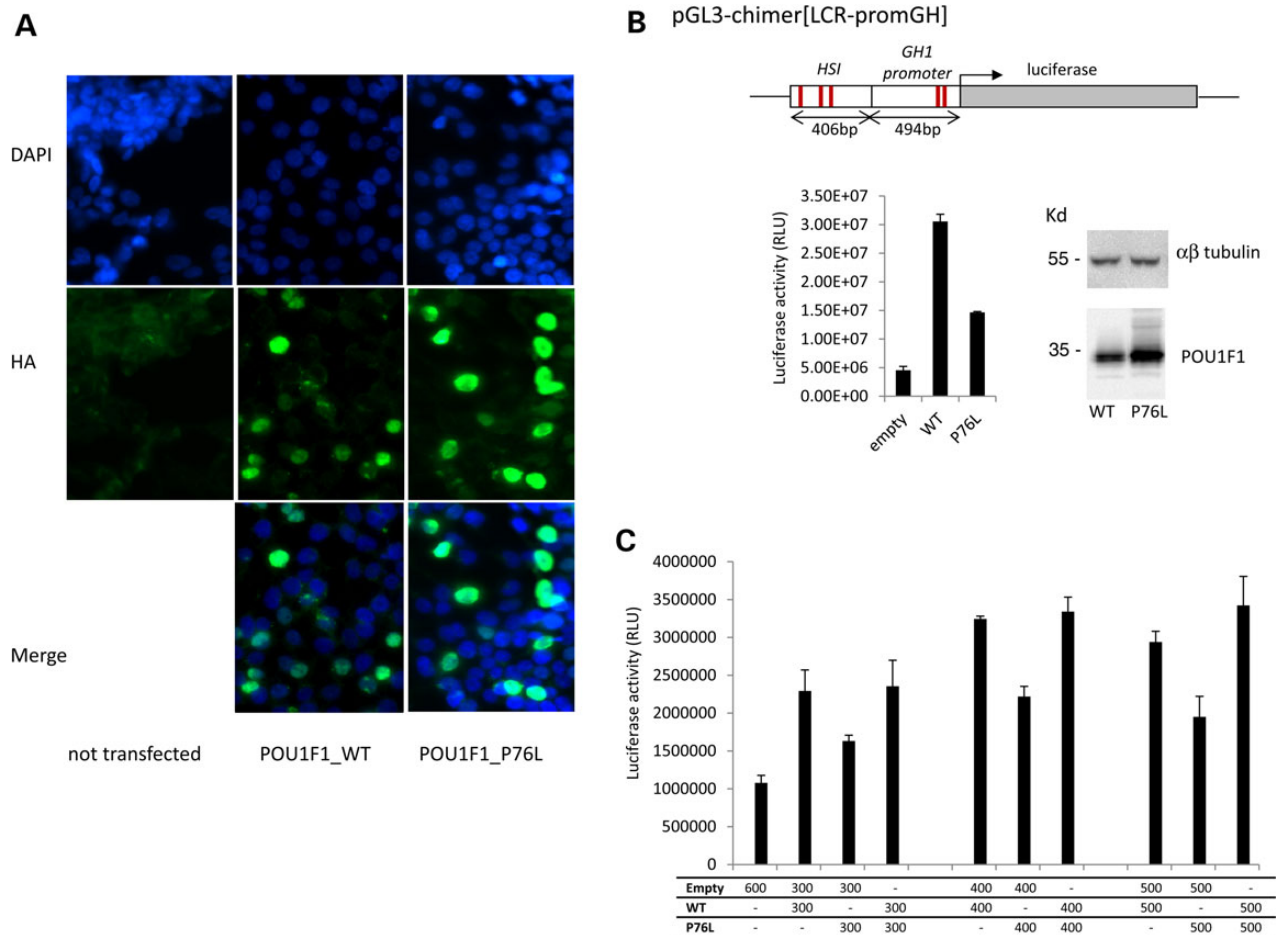 A
DAPI
HA
Merge
not transfected POU1F1_WT POU1F1_P76L
B pGL3-chimer[LCR-promGH]
HSI GH1 promoter luciferase
406bp 494bp
Luciferase activity (RLU)
3.50E+07
3.00E+07
2.50E+07
2.00E+07
1.50E+07
1.00E+07
5.00E+06
0.00E+00
empty WT P76L
Kd
55 - αβ tubulin
35 - POU1F1
WT P76L
C
Luciferase activity (RLU)
4000000
3500000
3000000
2500000
2000000
1500000
1000000
500000
0
Empty 600 300 300 - 400 400 - 500 500 -
WT - 300 - 300 400 - 400 500 - 500
P76L - - 300 300 - 400 400 - 500 500